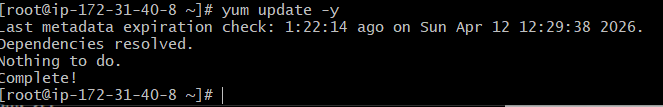 [root@ip-172-31-40-8 ~]# yum update -y
Last metadata expiration check: 1:22:14 ago on Sun Apr 12 12:29:38 2026.
Dependencies resolved.
Nothing to do.
Complete!
[root@ip-172-31-40-8 ~]#